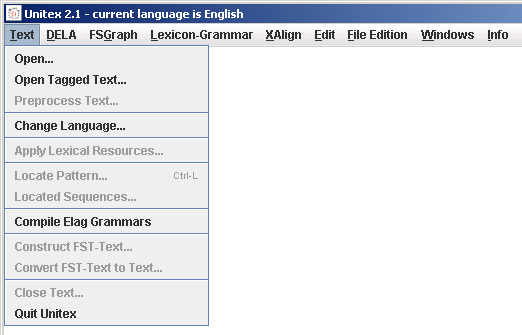 Unitex 2.1 - current language is English
Text DELA FSGraph Lexicon-Grammar XAlign Edit File Edition Windows Info
Open...
Open Tagged Text...
Preprocess Text...
Change Language...
Apply Lexical Resources...
Locate Pattern... Ctrl-L
Located Sequences...
Compile Elag Grammars
Construct FST-Text...
Convert FST-Text to Text...
Close Text...
Quit Unitex